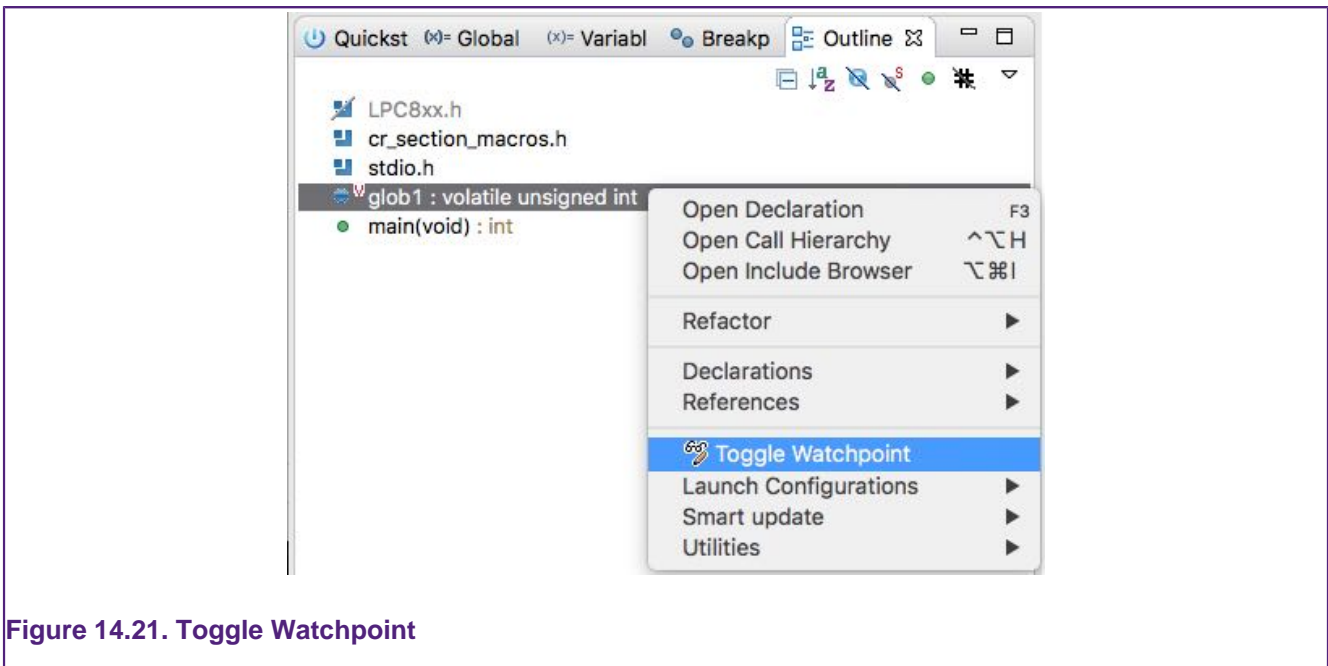 Quickst (x)= Global (x)= Variabl Breakp Outline
LPC8xx.h
cr_section_macros.h
stdio.h
glob1 : volatile unsigned int
main(void) : int
Open Declaration F3
Open Call Hierarchy ^⌥H
Open Include Browser ⌥⌘I
Refactor
Declarations
References
Toggle Watchpoint
Launch Configurations
Smart update
Utilities
Figure 14.21. Toggle Watchpoint